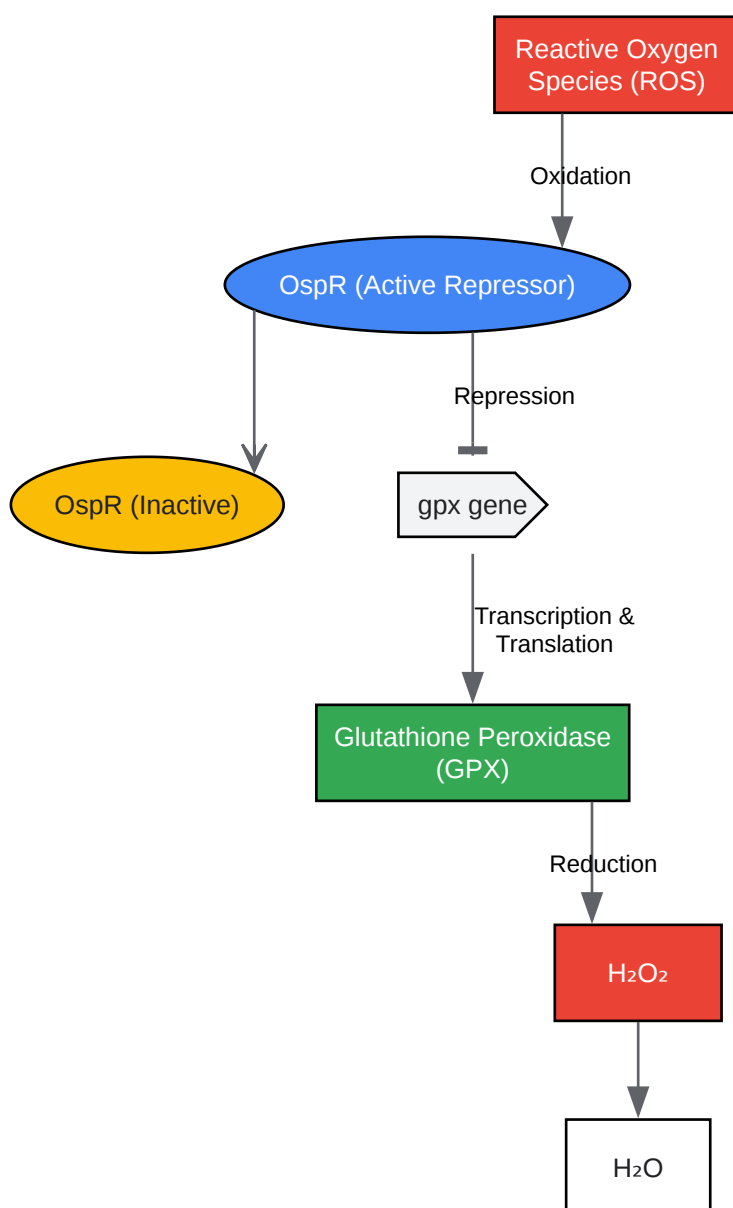 Reactive Oxygen
Species (ROS)
Oxidation
OspR (Active Repressor)
Repression
OspR (Inactive)
gpx gene
Transcription &
Translation
Glutathione Peroxidase
(GPX)
Reduction
H₂O₂
H₂O